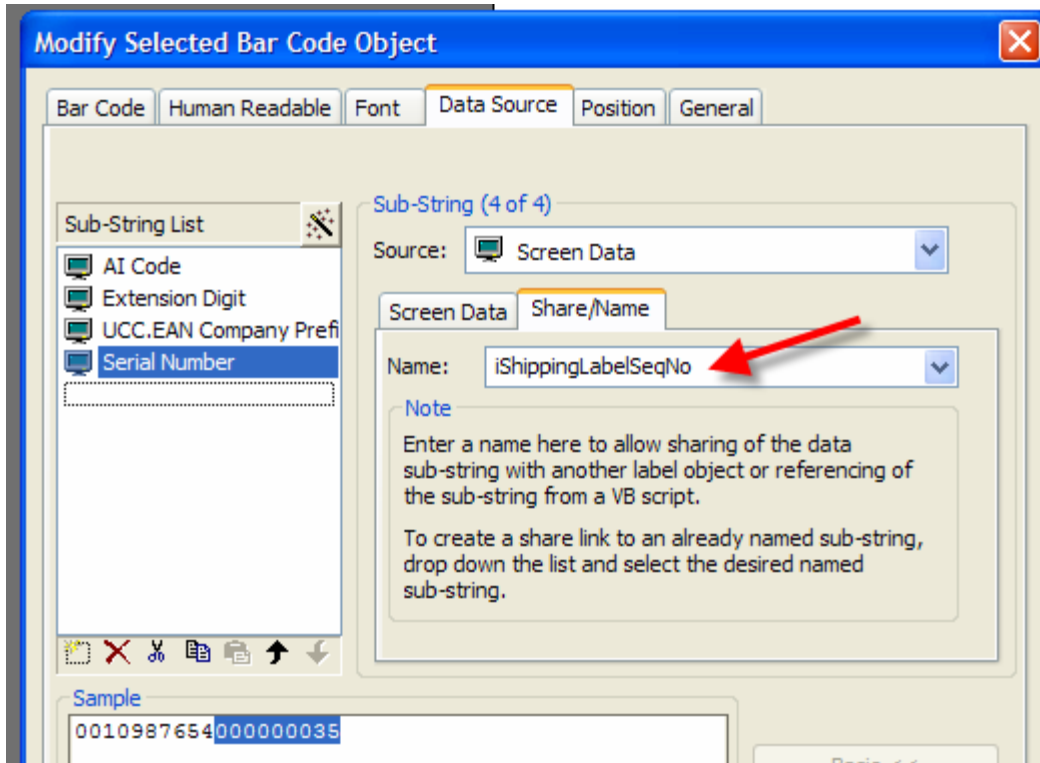 Modify Selected Bar Code Object
Bar Code Human Readable Font Data Source Position General
Sub-String List
AI Code
Extension Digit
UCC.EAN Company Prefi
Serial Number
Sub-String (4 of 4)
Source: Screen Data
Screen Data Share/Name
Name: iShippingLabelSeqNo
Note
Enter a name here to allow sharing of the data
sub-string with another label object or referencing of
the sub-string from a VB script.
To create a share link to an already named sub-string,
drop down the list and select the desired named
sub-string.
Sample
0010987654000000035